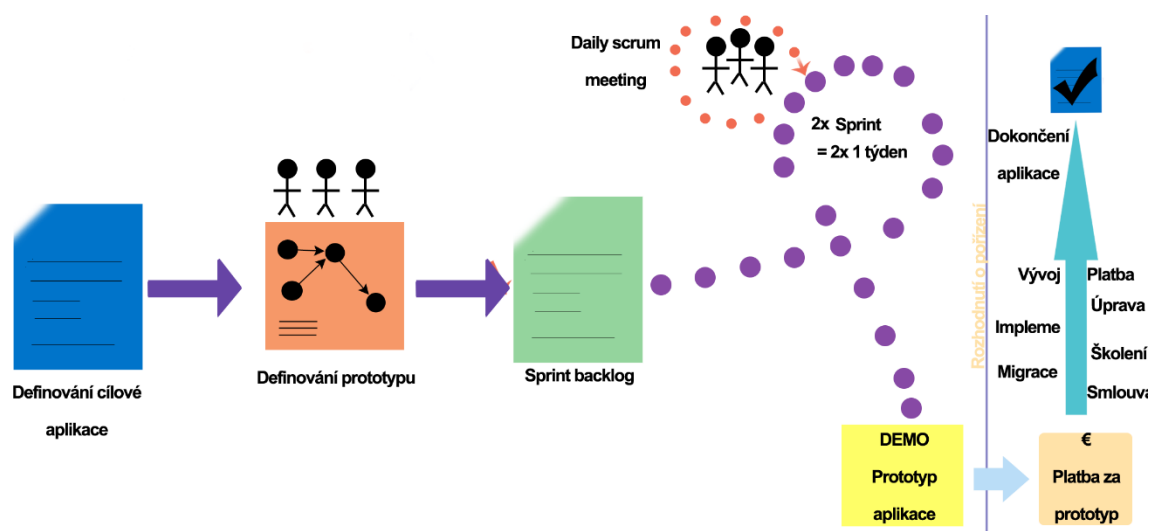 Daily scrum
meeting
2x Sprint
= 2x 1 týden
Definování cílové
aplikace
Definování prototypu
Sprint backlog
DEMO
Prototyp
aplikace
Rozhodnutí o pořízení
€
Platba za
prototyp
Dokončení
aplikace
Vývoj
Platba
Úprava
Impleme
Školení
Migrace
Smlouva